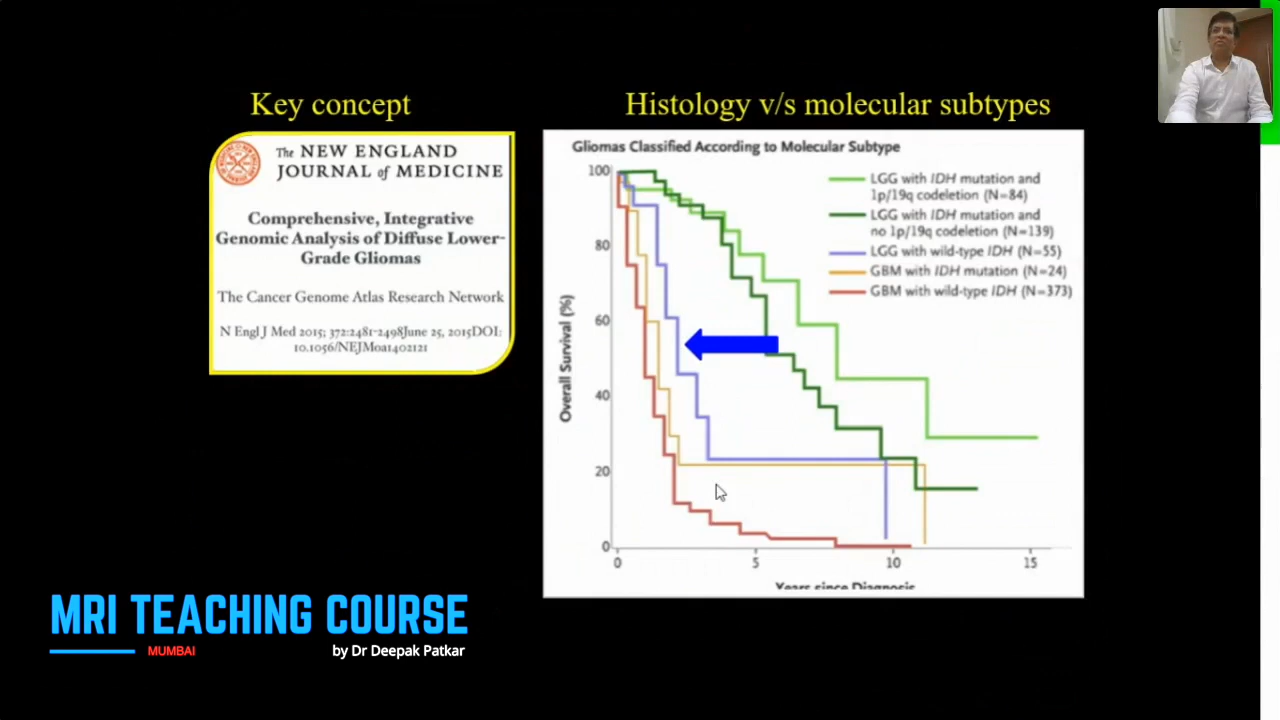 Key concept
Histology v/s molecular subtypes
The NEW ENGLAND
JOURNAL of MEDICINE
Comprehensive, Integrative
Genomic Analysis of Diffuse Lower-
Grade Gliomas
The Cancer Genome Atlas Research Network
N Engl J Med 2015; 372:2481-2498June 25, 2015DOI:
10.1056/NEJMoa1402121
Gliomas Classified According to Molecular Subtype
LGG with IDH mutation and
1p/19q codeletion (N=84)
LGG with IDH mutation and
no 1p/19q codeletion (N=139)
LGG with wild-type IDH (N=55)
GBM with IDH mutation (N=24)
GBM with wild-type IDH (N=373)
Overall Survival (%)
100
80
60
40
20
0
0 5 10 15
Years since Diagnosis
MRI TEACHING COURSE
MUMBAI by Dr Deepak Patkar